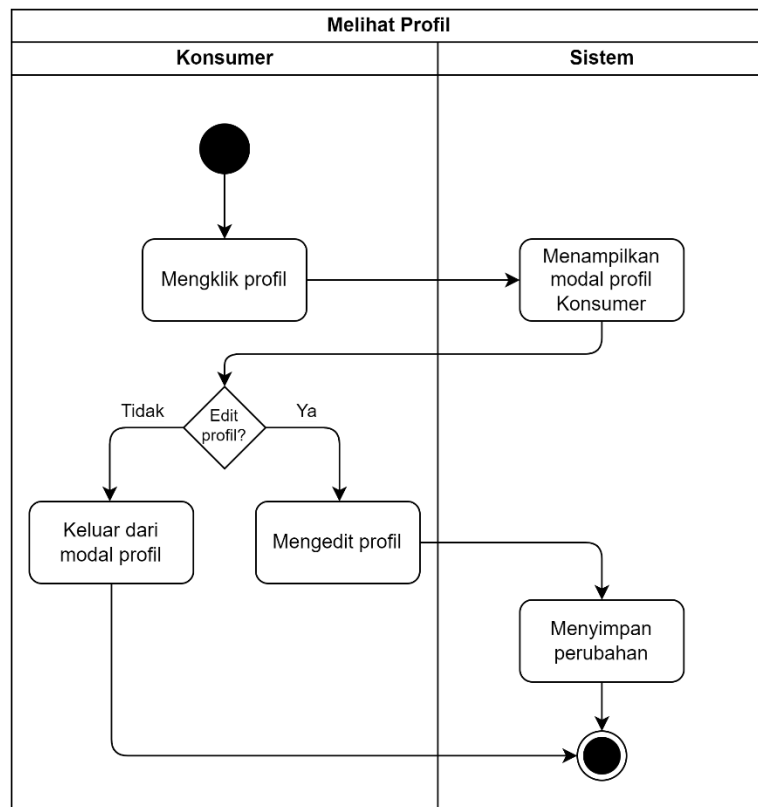 Melihat Profil
Konsumer
Sistem
Mengklik profil
Menampilkan
modal profil
Konsumer
Tidak
Edit
profil?
Ya
Keluar dari
modal profil
Mengedit profil
Menyimpan
perubahan